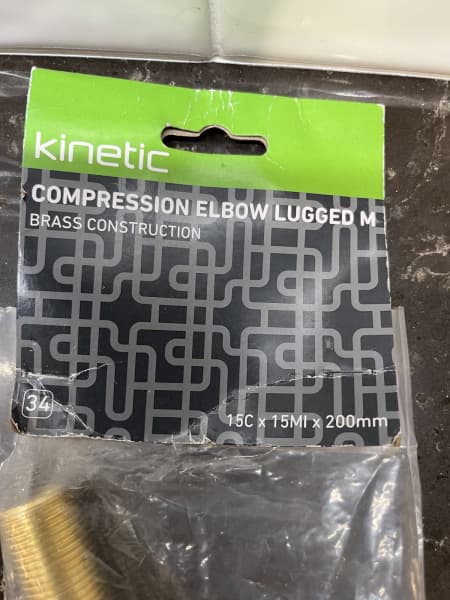 kinetic
COMPRESSION ELBOW LUGGED M
BRASS CONSTRUCTION
34
15C x 15MI x 200mm